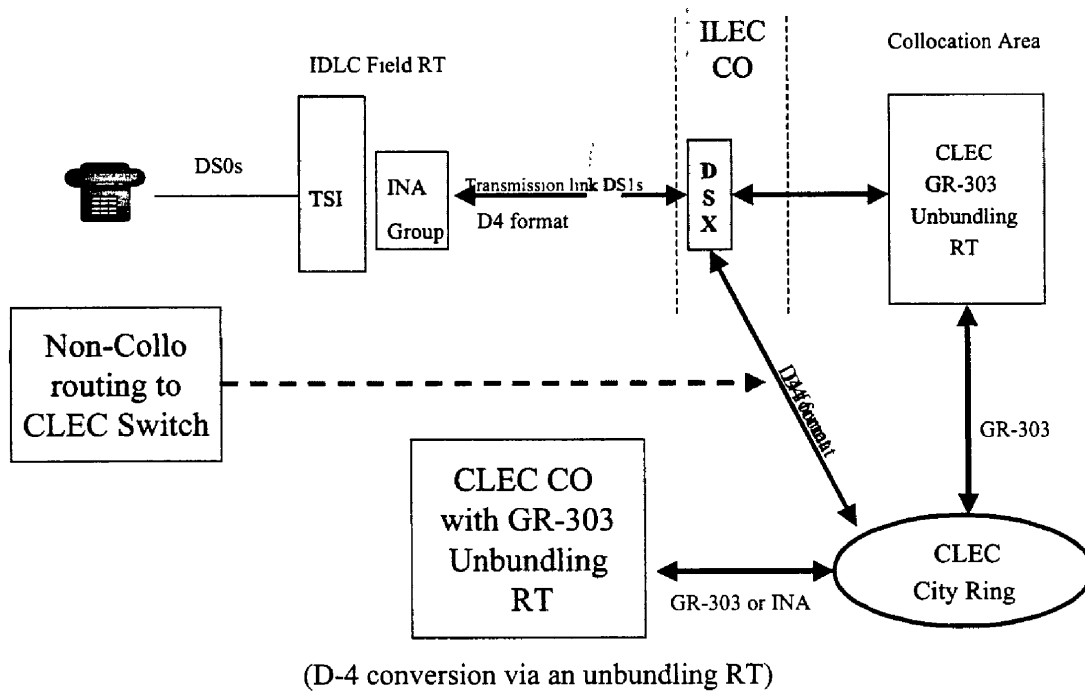 ILEC
CO
Collocation Area
IDLC Field RT
DS0s
TSI
INA
Group
Transmission link DS1s
D4 format
D
S
X
CLEC
GR-303
Unbundling
RT
Non-Collo
routing to
CLEC Switch
D4 format
GR-303
CLEC CO
with GR-303
Unbundling
RT
GR-303 or INA
CLEC
City Ring
(D-4 conversion via an unbundling RT)